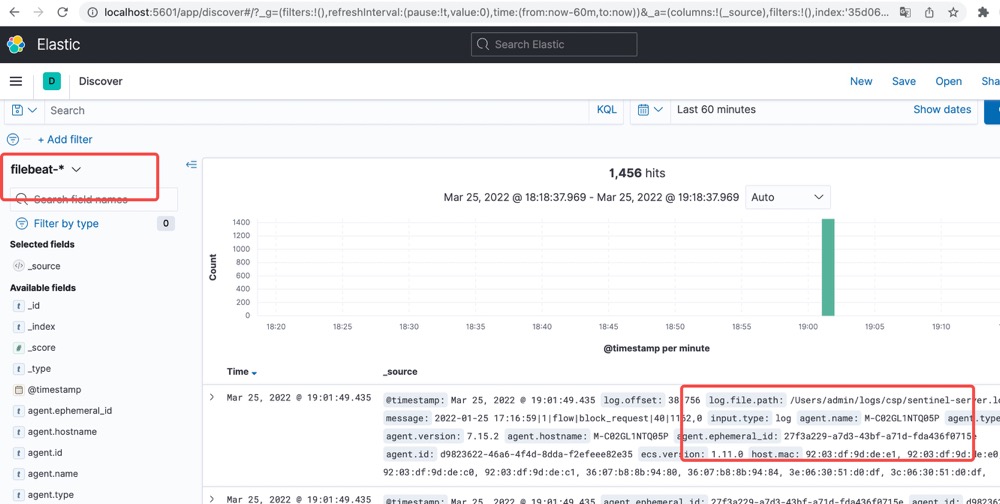 localhost:5601/app/discover#/?_g=(filters:!(),refreshInterval:(pause:!t,value:0),time:(from:now-60m,to:now))&_a=(columns:!(_source),filters:!(),index:'35d06...
Elastic
Search Elastic
D Discover New Save Open Sha
Search KQL Last 60 minutes Show dates
+ Add filter
filebeat-*
Search field names
Filter by type 0
Selected fields
_source
Available fields
t _id
t _index
# _score
t _type
@timestamp
t agent.ephemeral_id
t agent.hostname
t agent.id
t agent.name
t agent.type
1,456 hits
Mar 25, 2022 @ 18:18:37.969 - Mar 25, 2022 @ 19:18:37.969 Auto
Count
1400
1200
1000
800
600
400
200
0
18:20 18:25 18:30 18:35 18:40 18:45 18:50 18:55 19:00 19:05 19:10
@timestamp per minute
Time _source
Mar 25, 2022 @ 19:01:49.435 @timestamp: Mar 25, 2022 @ 19:01:49.435 log.offset: 38,756 log.file.path: /Users/admin/logs/csp/sentinel-server.lo
message: 2022-01-25 17:16:59|1|flow|block_request|40|1162,0 input.type: log agent.name: M-C02GL1NTQ05P agent.type
agent.version: 7.15.2 agent.hostname: M-C02GL1NTQ05P agent.ephemeral_id: 27f3a229-a7d3-43bf-a71d-fda436f0715e
agent.id: d9823622-46a6-4f4d-8dda-f2efeee82e35 ecs.version: 1.11.0 host.mac: 92:03:df:9d:de:e1, 92:03:df:9d:de:e0
92:03:df:9d:de:c0, 92:03:df:9d:de:c1, 36:07:b8:8b:94:80, 36:07:b8:8b:94:84, 3e:06:30:51:d0:df, 3c:06:30:51:d0:df,
Mar 25, 2022 @ 19:01:49.435 @timestamp: Mar 25, 2022 @ 19:01:49.435 agent.ephemeral_id: 27f3a229-a7d3-43bf-a71d-fda436f0715e agent.id: d982362